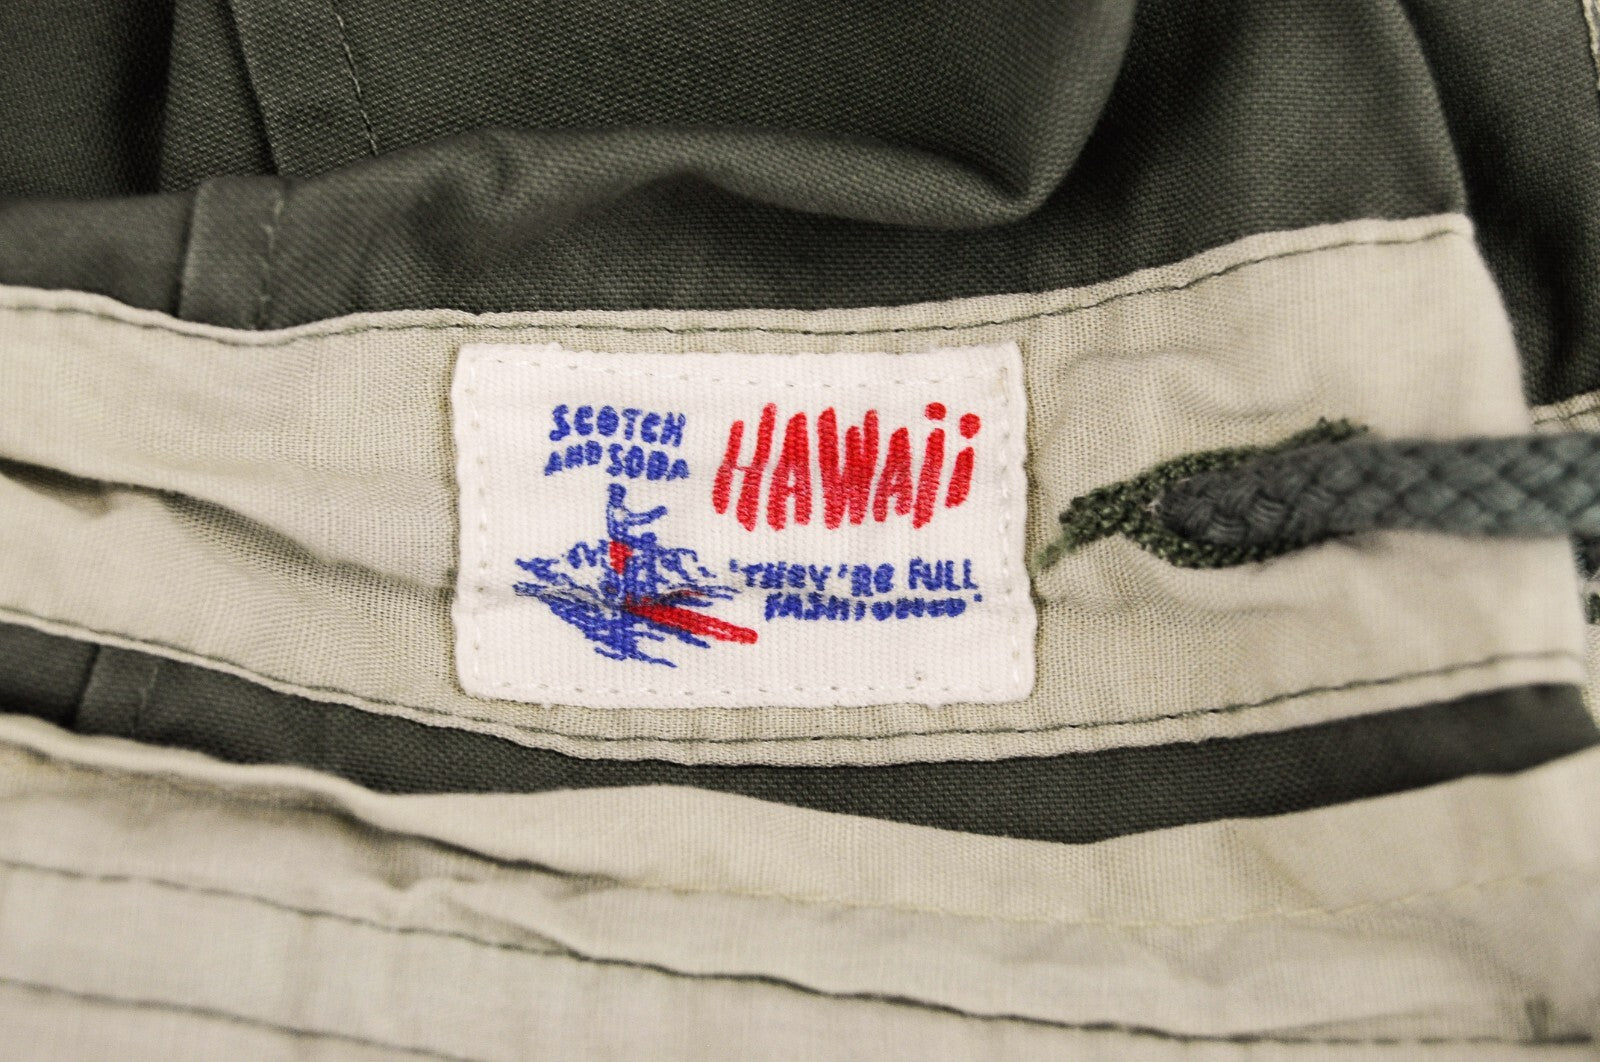 SCOTCH
AND SODA
HAWAii
'THEY'RE FULL
FASHIONED'